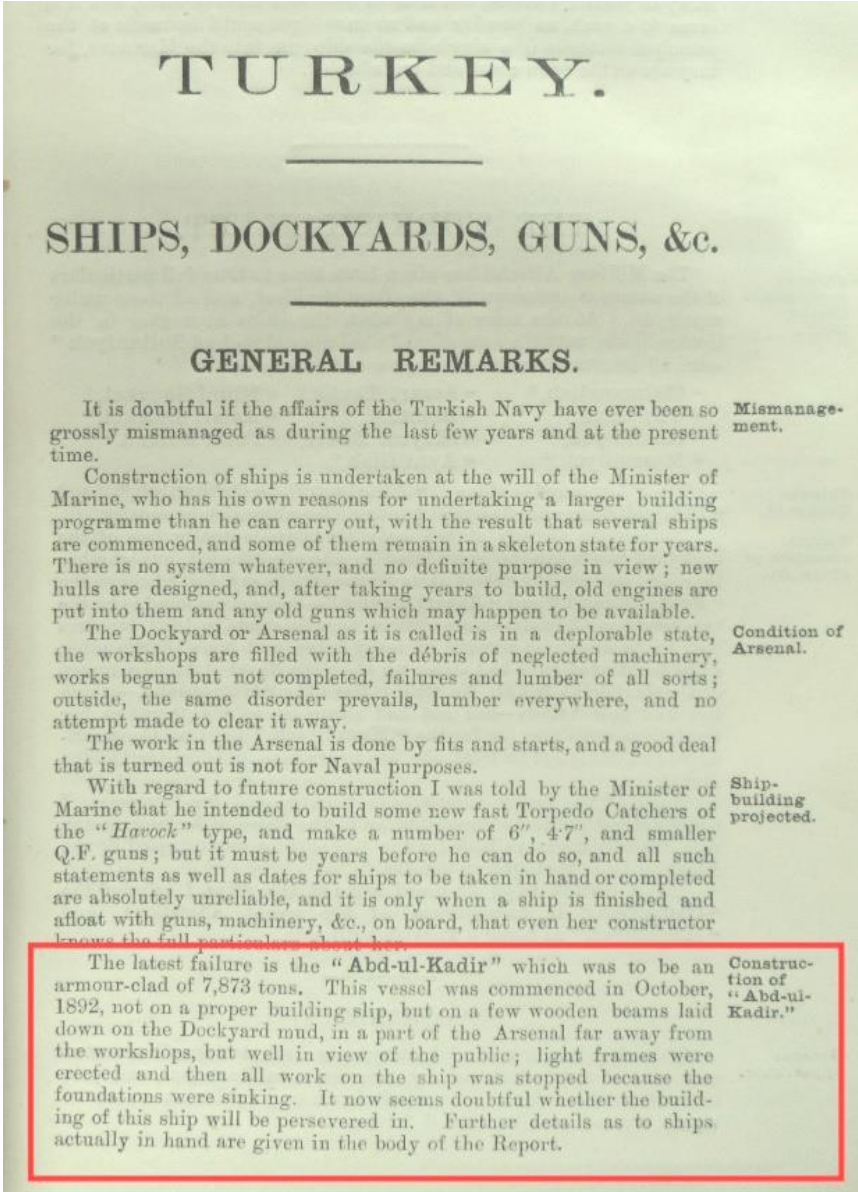 TURKEY.
SHIPS, DOCKYARDS, GUNS, &c.
GENERAL REMARKS.
It is doubtful if the affairs of the Turkish Navy have ever been so
Mismanage-
grossly mismanaged as during the last few years and at the present
ment.
time.
Construction of ships is undertaken at the will of the Minister of
Marine, who has his own reasons for undertaking a larger building
programme than he can carry out, with the result that several ships
are commenced, and some of them remain in a skeleton state for years.
There is no system whatever, and no definite purpose in view; new
hulls are designed, and, after taking years to build, old engines are
put into them and any old guns which may happen to be available.
The Dockyard or Arsenal as it is called is in a deplorable state,
Condition of
the workshops are filled with the débris of neglected machinery,
Arsenal.
works begun but not completed, failures and lumber of all sorts;
outside, the same disorder prevails, lumber everywhere, and no
attempt made to clear it away.
The work in the Arsenal is done by fits and starts, and a good deal
that is turned out is not for Naval purposes.
With regard to future construction I was told by the Minister of
Ship-
Marine that he intended to build some new fast Torpedo Catchers of
building
the "Havock" type, and make a number of 6", 4·7", and smaller
projected.
Q.F. guns; but it must be years before he can do so, and all such
statements as well as dates for ships to be taken in hand or completed
are absolutely unreliable, and it is only when a ship is finished and
afloat with guns, machinery, &c., on board, that even her constructor
knows the full particulars about her.
The latest failure is the "Abd-ul-Kadir" which was to be an
Construc-
armour-clad of 7,873 tons. This vessel was commenced in October,
tion of
1892, not on a proper building slip, but on a few wooden beams laid
"Abd-ul-
down on the Dockyard mud, in a part of the Arsenal far away from
Kadir."
the workshops, but well in view of the public; light frames were
erected and then all work on the ship was stopped because the
foundations were sinking. It now seems doubtful whether the build-
ing of this ship will be persevered in. Further details as to ships
actually in hand are given in the body of the Report.